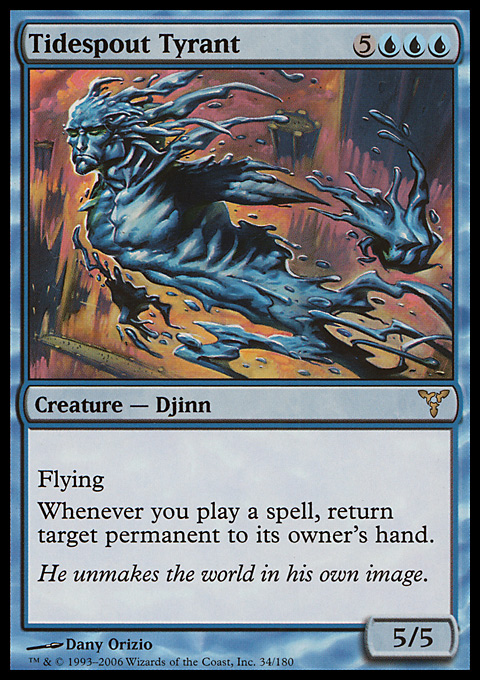 Tidespout Tyrant 5
Creature — Djinn
Flying
Whenever you play a spell, return
target permanent to its owner's hand.
He unmakes the world in his own image.
5/5
Dany Orizio
™ & © 1993–2006 Wizards of the Coast, Inc. 34/180